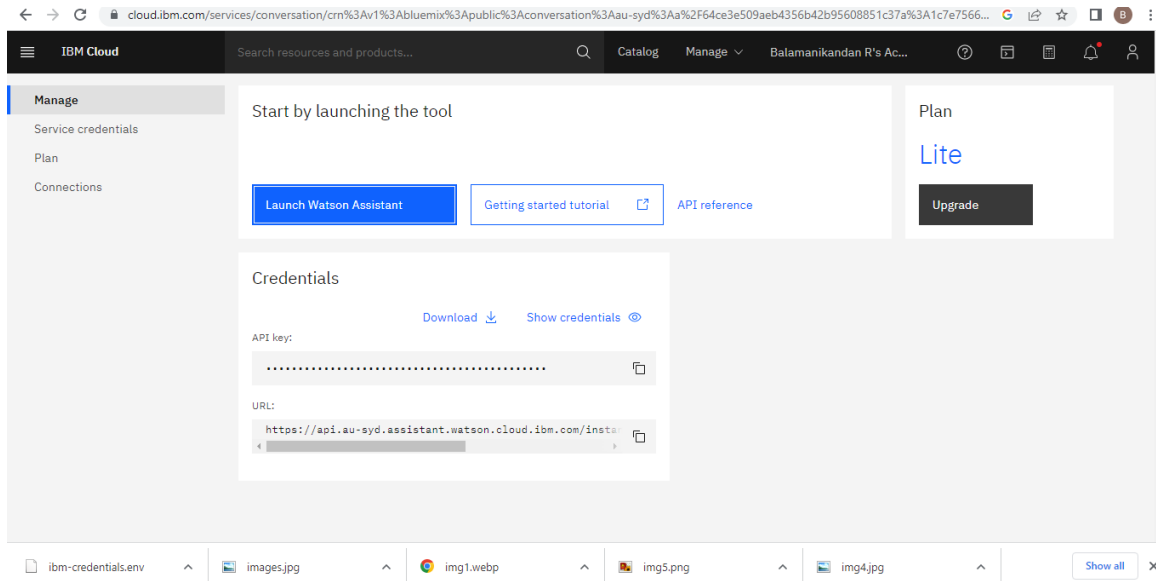 cloud.ibm.com/services/conversation/crn%3Av1%3Abluemix%3Apublic%3Aconversation%3Aau-syd%3Aa%2F64ce3e509aeb4356b42b95608851c37a%3A1c7e7566...
G
B
IBM Cloud
Search resources and products...
Catalog
Manage
Balamanikandan R's Ac...
Manage
Service credentials
Plan
Connections
Start by launching the tool
Launch Watson Assistant
Getting started tutorial
API reference
Plan
Lite
Upgrade
Credentials
Download
Show credentials
API key:
URL:
https://api.au-syd.assistant.watson.cloud.ibm.com/insta
ibm-credentials.env
images.jpg
img1.webp
img5.png
img4.jpg
Show all